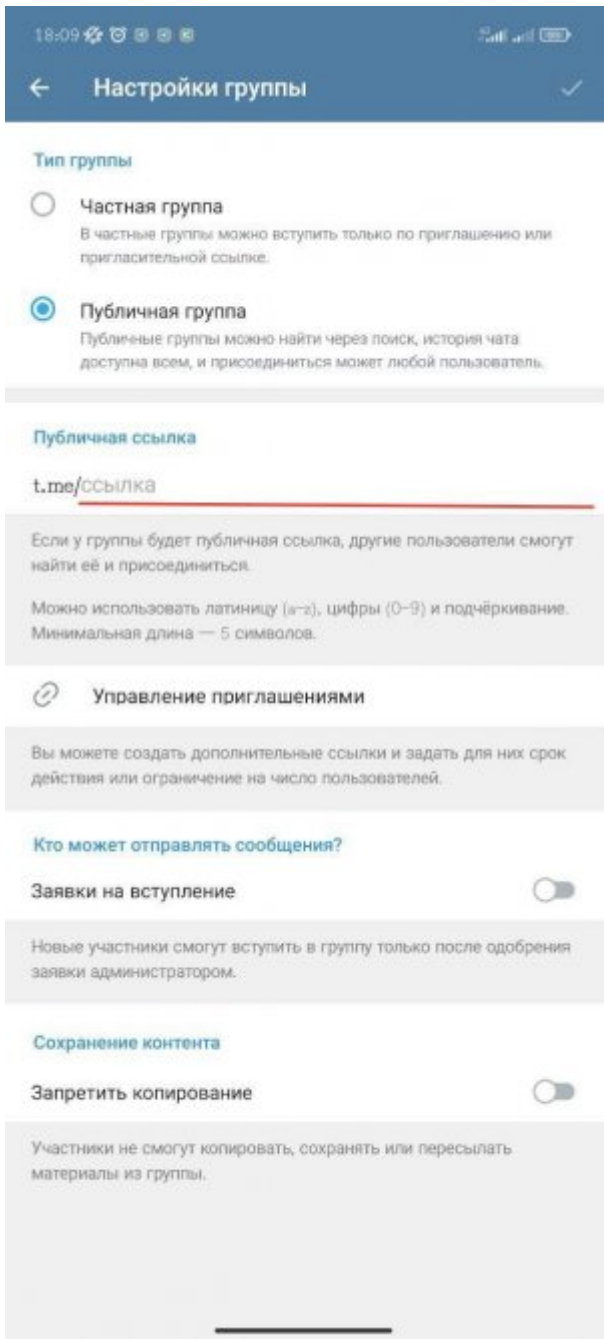 18:09
Настройки группы
Тип группы
Частная группа
В частные группы можно вступить только по приглашению или
пригласительной ссылке.
Публичная группа
Публичные группы можно найти через поиск, история чата
доступна всем, и присоединиться может любой пользователь.
Публичная ссылка
t.me/ссылка
Если у группы будет публичная ссылка, другие пользователи смогут
найти её и присоединиться.
Можно использовать латиницу (a–z), цифры (0–9) и подчёркивание.
Минимальная длина — 5 символов.
Управление приглашениями
Вы можете создать дополнительные ссылки и задать для них срок
действия или ограничение на число пользователей.
Кто может отправлять сообщения?
Заявки на вступление
Новые участники смогут вступить в группу только после одобрения
заявки администратором.
Сохранение контента
Запретить копирование
Участники не смогут копировать, сохранять или пересылать
материалы из группы.